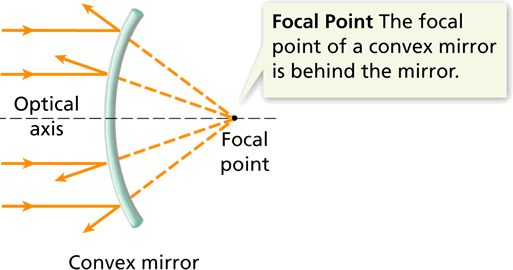 Focal Point The focal
point of a convex mirror
is behind the mirror.
Optical
axis
Focal
point
Convex mirror